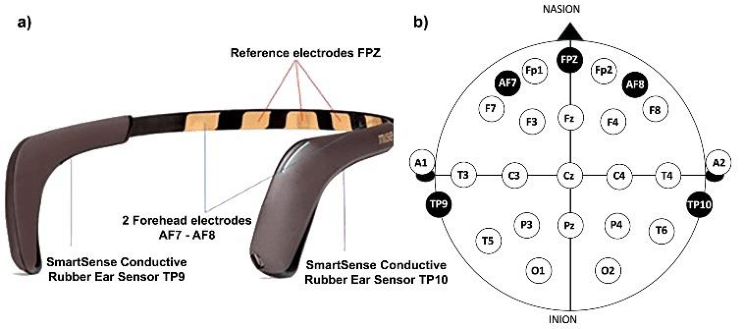 a)
Reference electrodes FPZ
muse
2 Forehead electrodes
AF7 - AF8
SmartSense Conductive
Rubber Ear Sensor TP9
SmartSense Conductive
Rubber Ear Sensor TP10
b)
NASION
FPZ
Fp1 Fp2
AF7 AF8
F7 F8
F3 Fz F4
A1 A2
T3 C3 Cz C4 T4
TP9 TP10
P3 Pz P4
T5 T6
O1 O2
INION